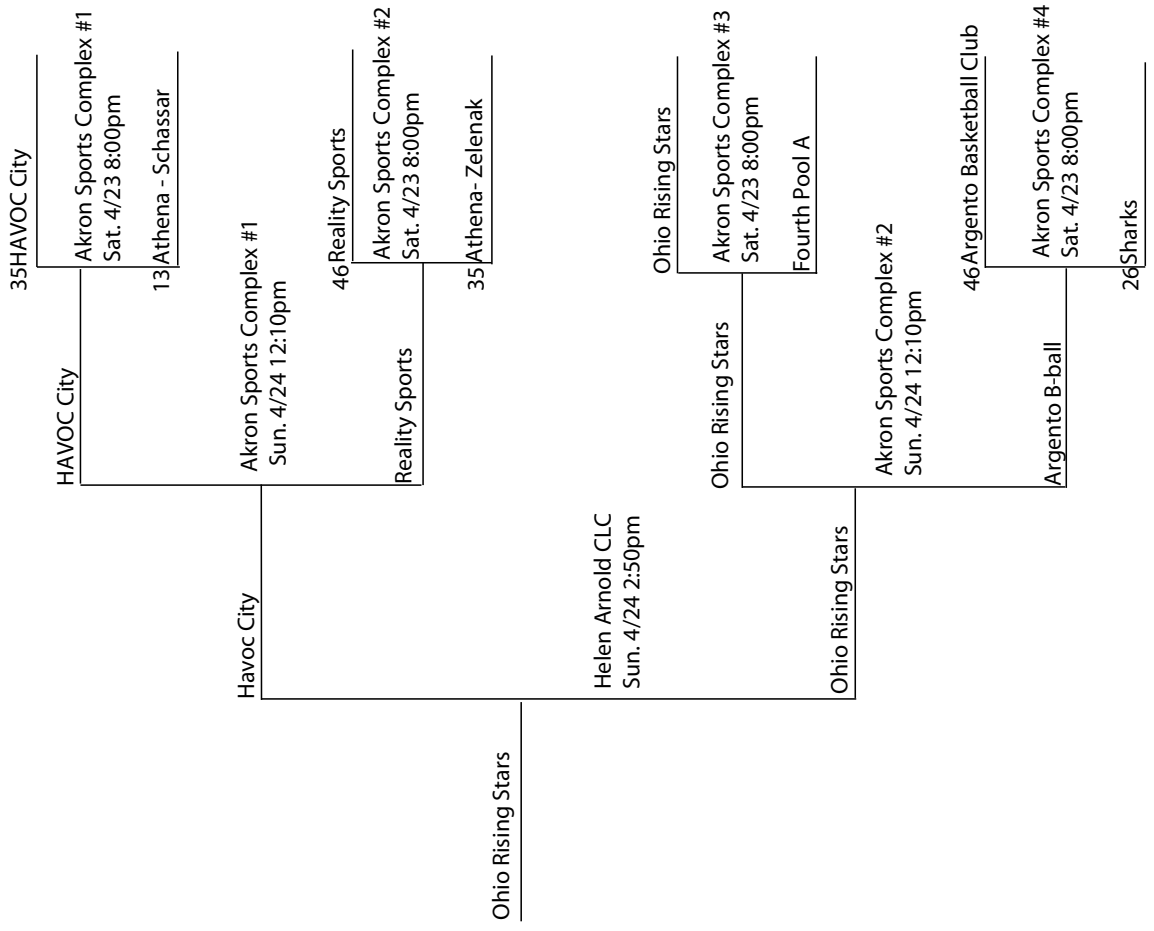 35HAVOC City
Akron Sports Complex #1
Sat. 4/23 8:00pm
13Athena - Schassar
46Reality Sports
Akron Sports Complex #2
Sat. 4/23 8:00pm
35 Athena- Zelenak
Ohio Rising Stars
Akron Sports Complex #3
Sat. 4/23 8:00pm
Fourth Pool A
46Argento Basketball Club
Akron Sports Complex #4
Sat. 4/23 8:00pm
26Sharks
HAVOC City
Akron Sports Complex #1
Sun. 4/24 12:10pm
Reality Sports
Ohio Rising Stars
Akron Sports Complex #2
Sun. 4/24 12:10pm
Argento B-ball
Havoc City
Helen Arnold CLC
Sun. 4/24 2:50pm
Ohio Rising Stars
Ohio Rising Stars